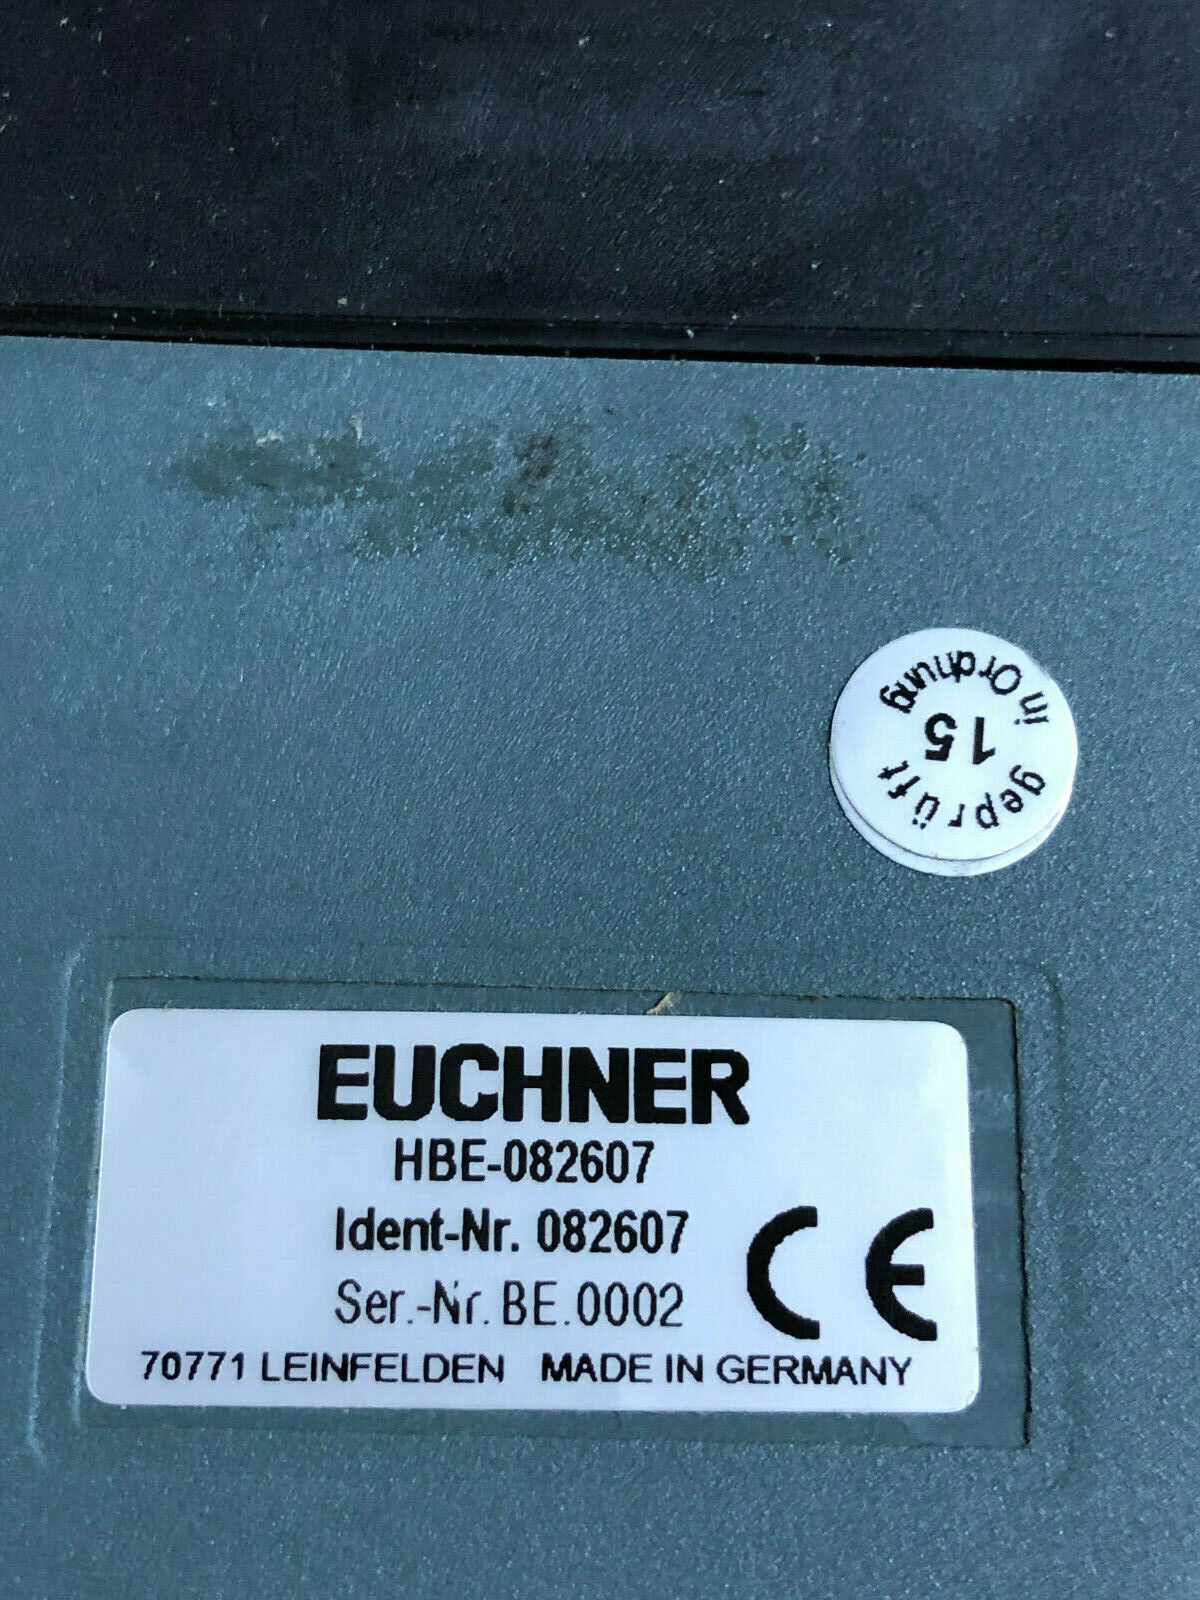 in Ordnung
15
geprüft
EUCHNER
HBE-082607
Ident-Nr. 082607
Ser.-Nr. BE.0002
CE
70771 LEINFELDEN MADE IN GERMANY